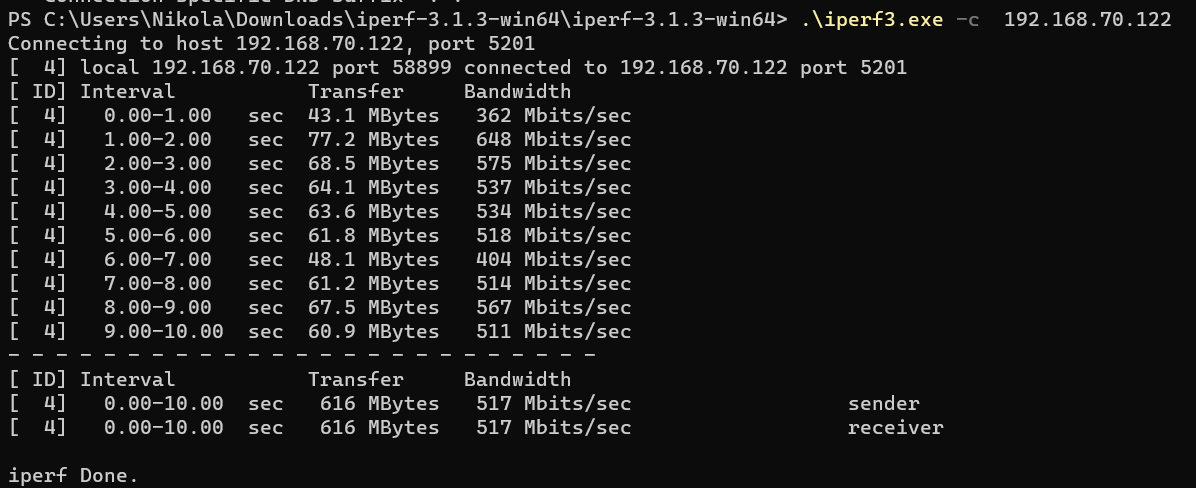 PS C:\Users\Nikola\Downloads\iperf-3.1.3-win64\iperf-3.1.3-win64> .\iperf3.exe -c  192.168.70.122
Connecting to host 192.168.70.122, port 5201
[  4] local 192.168.70.122 port 58899 connected to 192.168.70.122 port 5201
[ ID] Interval           Transfer     Bandwidth
[  4]   0.00-1.00   sec  43.1 MBytes   362 Mbits/sec
[  4]   1.00-2.00   sec  77.2 MBytes   648 Mbits/sec
[  4]   2.00-3.00   sec  68.5 MBytes   575 Mbits/sec
[  4]   3.00-4.00   sec  64.1 MBytes   537 Mbits/sec
[  4]   4.00-5.00   sec  63.6 MBytes   534 Mbits/sec
[  4]   5.00-6.00   sec  61.8 MBytes   518 Mbits/sec
[  4]   6.00-7.00   sec  48.1 MBytes   404 Mbits/sec
[  4]   7.00-8.00   sec  61.2 MBytes   514 Mbits/sec
[  4]   8.00-9.00   sec  67.5 MBytes   567 Mbits/sec
[  4]   9.00-10.00  sec  60.9 MBytes   511 Mbits/sec
- - - - - - - - - - - - - - - - - - - - - - - - -
[ ID] Interval           Transfer     Bandwidth
[  4]   0.00-10.00  sec   616 MBytes   517 Mbits/sec                  sender
[  4]   0.00-10.00  sec   616 MBytes   517 Mbits/sec                  receiver
iperf Done.